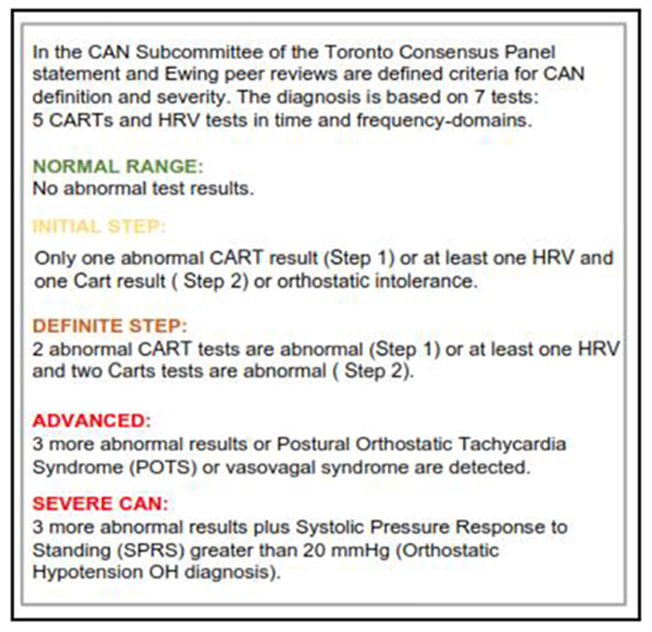 In the CAN Subcommittee of the Toronto Consensus Panel
statement and Ewing peer reviews are defined criteria for CAN
definition and severity. The diagnosis is based on 7 tests:
5 CARTs and HRV tests in time and frequency-domains.
NORMAL RANGE:
No abnormal test results.
INITIAL STEP:
Only one abnormal CART result (Step 1) or at least one HRV and
one Cart result ( Step 2) or orthostatic intolerance.
DEFINITE STEP:
2 abnormal CART tests are abnormal (Step 1) or at least one HRV
and two Carts tests are abnormal ( Step 2).
ADVANCED:
3 more abnormal results or Postural Orthostatic Tachycardia
Syndrome (POTS) or vasovagal syndrome are detected.
SEVERE CAN:
3 more abnormal results plus Systolic Pressure Response to
Standing (SPRS) greater than 20 mmHg (Orthostatic
Hypotension OH diagnosis).